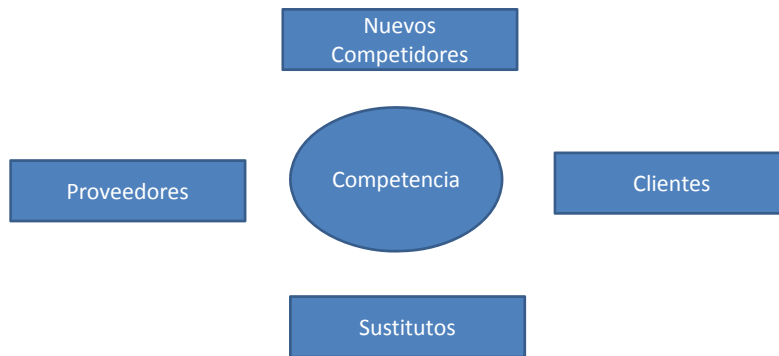 Nuevos
Competidores
Proveedores
Competencia
Clientes
Sustitutos